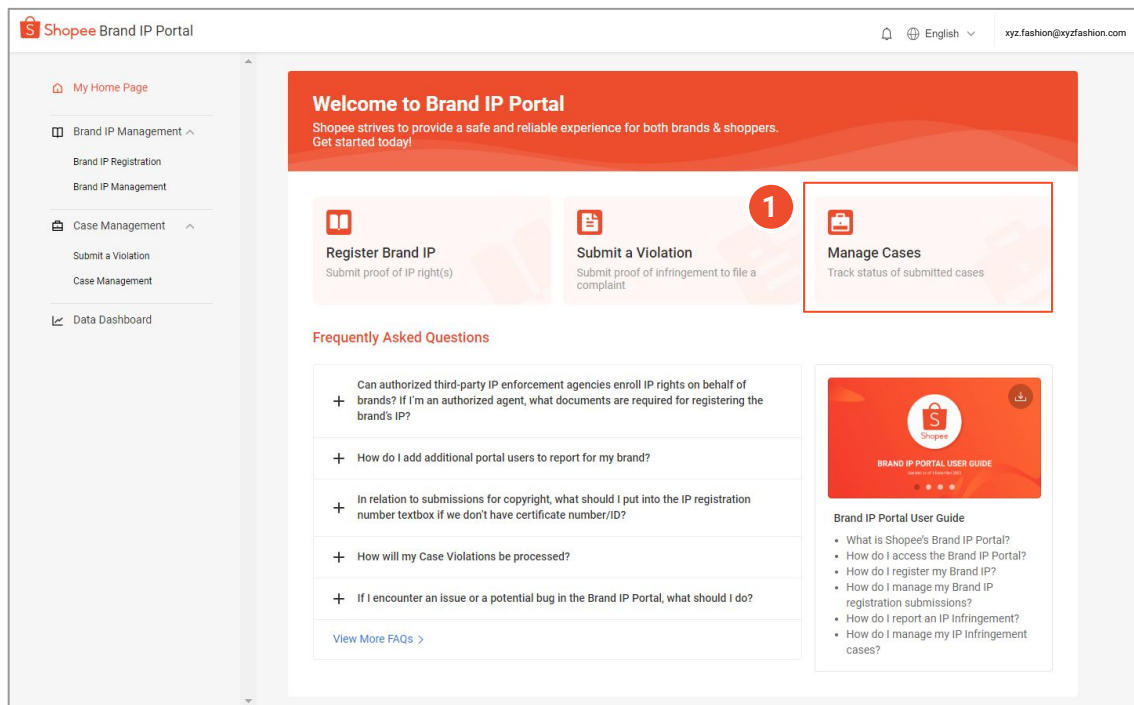 Shopee Brand IP Portal
English
xyz.fashion@xyzfashion.com
My Home Page
Brand IP Management
Brand IP Registration
Brand IP Management
Case Management
Submit a Violation
Case Management
Data Dashboard
Welcome to Brand IP Portal
Shopee strives to provide a safe and reliable experience for both brands & shoppers.
Get started today!
Register Brand IP
Submit proof of IP right(s)
Submit a Violation
Submit proof of infringement to file a
complaint
1
Manage Cases
Track status of submitted cases
Frequently Asked Questions
Can authorized third-party IP enforcement agencies enroll IP rights on behalf of
brands? If I'm an authorized agent, what documents are required for registering the
brand's IP?
How do I add additional portal users to report for my brand?
In relation to submissions for copyright, what should I put into the IP registration
number textbox if we don't have certificate number/ID?
How will my Case Violations be processed?
If I encounter an issue or a potential bug in the Brand IP Portal, what should I do?
View More FAQs >
Shopee
BRAND IP PORTAL USER GUIDE
Brand IP Portal User Guide
• What is Shopee's Brand IP Portal?
• How do I access the Brand IP Portal?
• How do I register my Brand IP?
• How do I manage my Brand IP
registration submissions?
• How do I report an IP Infringement?
• How do I manage my IP Infringement
cases?